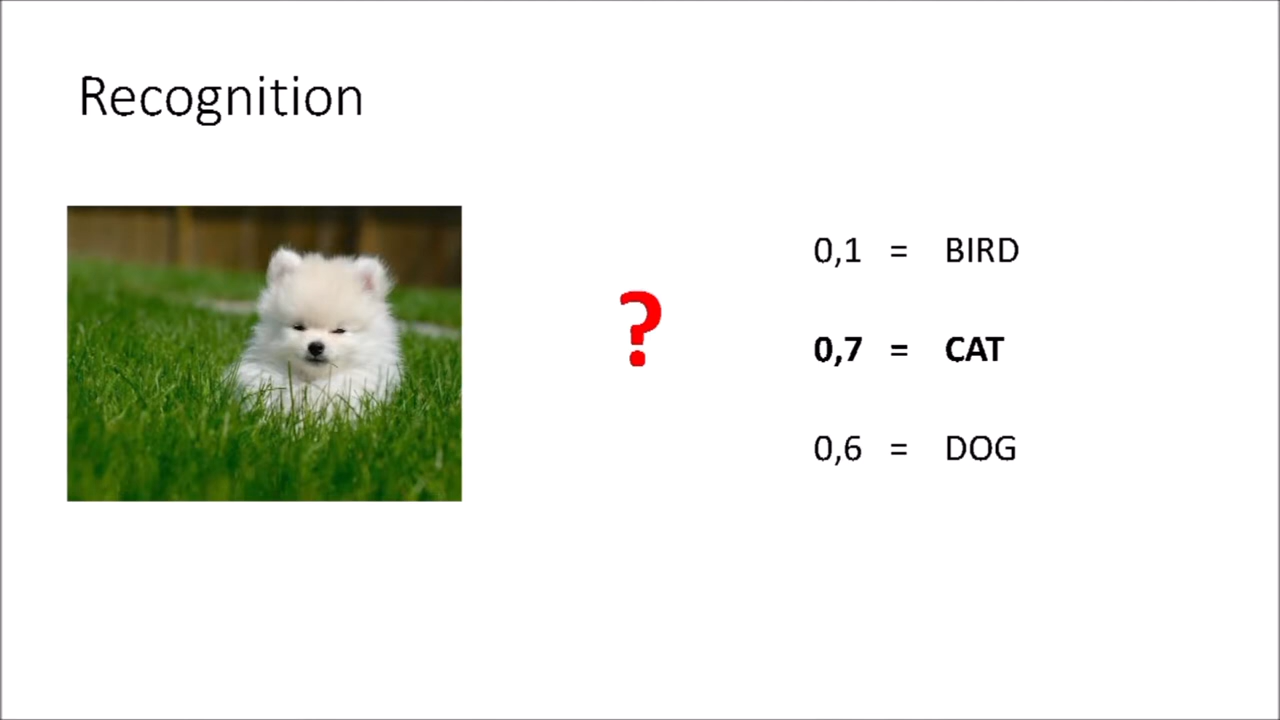 Recognition
?
0,1 = BIRD
0,7 = CAT
0,6 = DOG